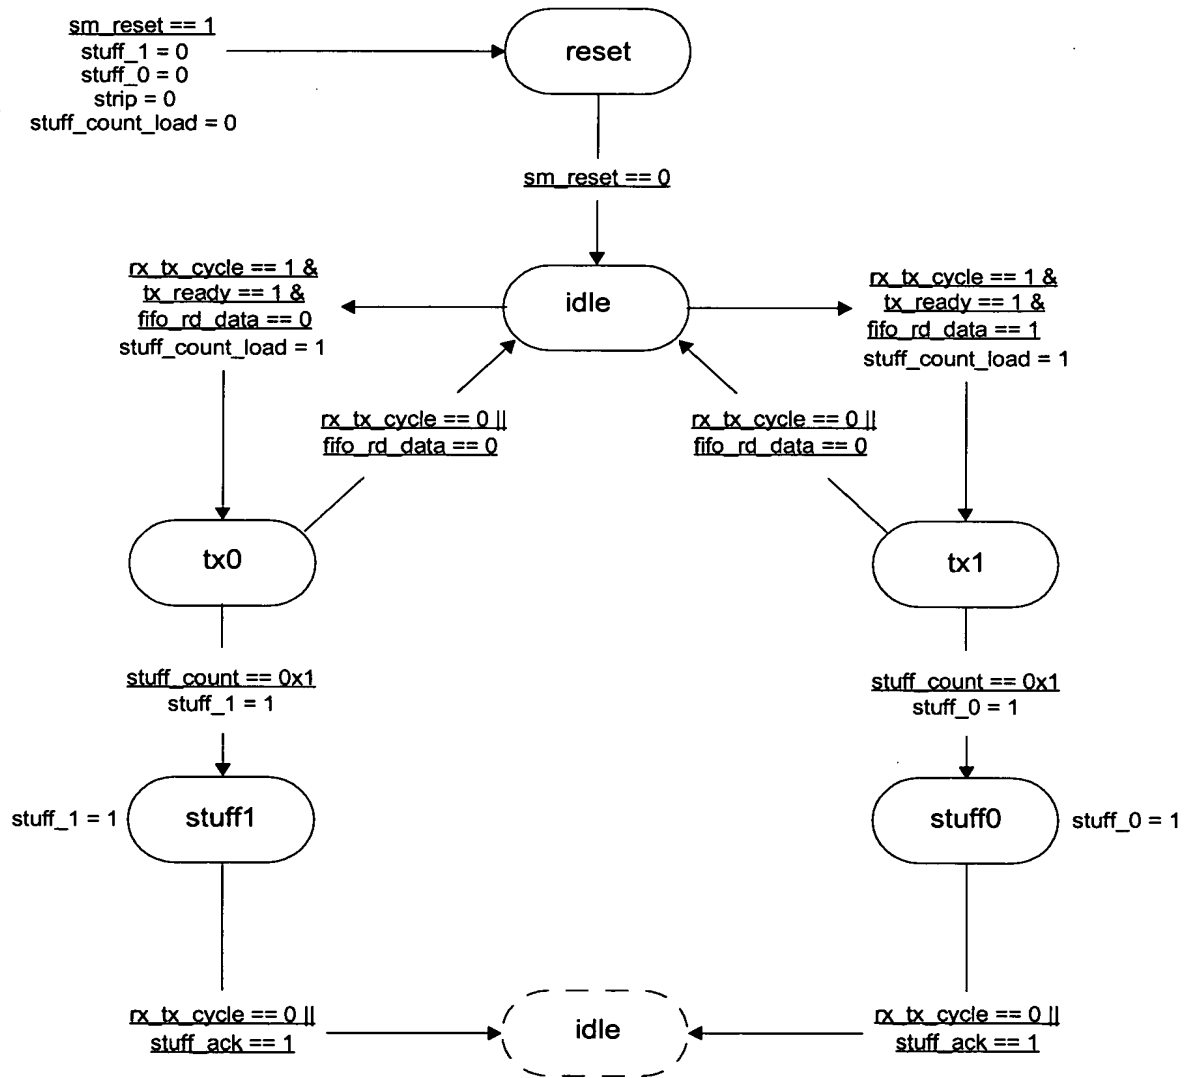 sm_reset == 1
stuff_1 = 0
stuff_0 = 0
strip = 0
stuff_count_load = 0
reset
sm_reset == 0
idle
rx_tx_cycle == 1 &
tx_ready == 1 &
fifo_rd_data == 0
stuff_count_load = 1
rx_tx_cycle == 1 &
tx_ready == 1 &
fifo_rd_data == 1
stuff_count_load = 1
rx_tx_cycle == 0 ||
fifo_rd_data == 0
rx_tx_cycle == 0 ||
fifo_rd_data == 0
tx0
tx1
stuff_count == 0x1
stuff_1 = 1
stuff_count == 0x1
stuff_0 = 1
stuff_1 = 1
stuff1
stuff0
stuff_0 = 1
rx_tx_cycle == 0 ||
stuff_ack == 1
idle
rx_tx_cycle == 0 ||
stuff_ack == 1